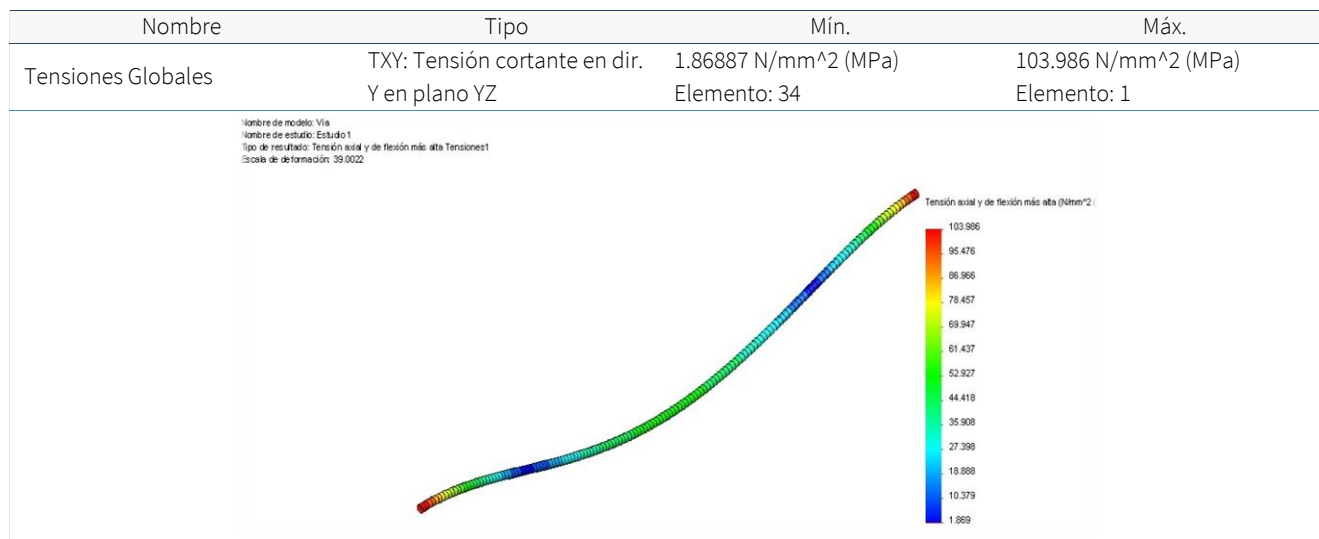 Nombre Tipo Mín. Máx.
Tensiones Globales TXY: Tensión cortante en dir. 1.86887 N/mm^2 (MPa) 103.986 N/mm^2 (MPa)
Y en plano YZ Elemento: 34 Elemento: 1
Nombre de modelo: Via
Nombre de estudio: Estudio1
Tipo de resultado: Tensión axial y de flexión más alta Tensiones1
Escala de deformación: 39.0022
Tensión axial y de flexión más alta (N/mm^2 (
103.986
95.476
86.966
78.457
69.947
61.437
52.927
44.418
35.908
27.398
18.888
10.379
1.869